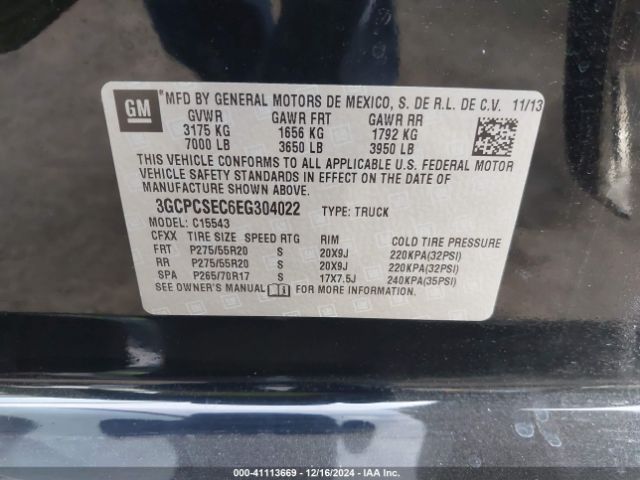 GM
MFD BY GENERAL MOTORS DE MEXICO, S. DE R.L. DE C.V. 11/13
GVWR GAWR FRT GAWR RR
3175 KG 1656 KG 1792 KG
7000 LB 3650 LB 3950 LB
THIS VEHICLE CONFORMS TO ALL APPLICABLE U.S. FEDERAL MOTOR
VEHICLE SAFETY STANDARDS IN EFFECT ON THE DATE OF
MANUFACTURE SHOWN ABOVE.
3GCPCSEC6EG304022 TYPE: TRUCK
MODEL: C15543
CFXX TIRE SIZE SPEED RTG RIM COLD TIRE PRESSURE
FRT P275/55R20 S 20X9J 220KPA(32PSI)
RR P275/55R20 S 20X9J 220KPA(32PSI)
SPA P265/70R17 S 17X7.5J 240KPA(35PSI)
SEE OWNER'S MANUAL FOR MORE INFORMATION.
000-41113669 - 12/16/2024 - IAA Inc.